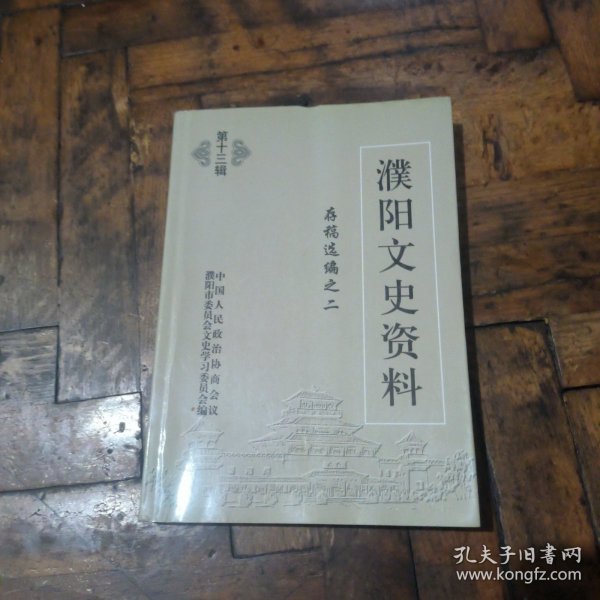 濮阳文史资料
存稿选编之二
第十三辑
中国人民政治协商会议
濮阳市委员会文史学习委员会编
孔夫子旧书网
www.kongfz.com